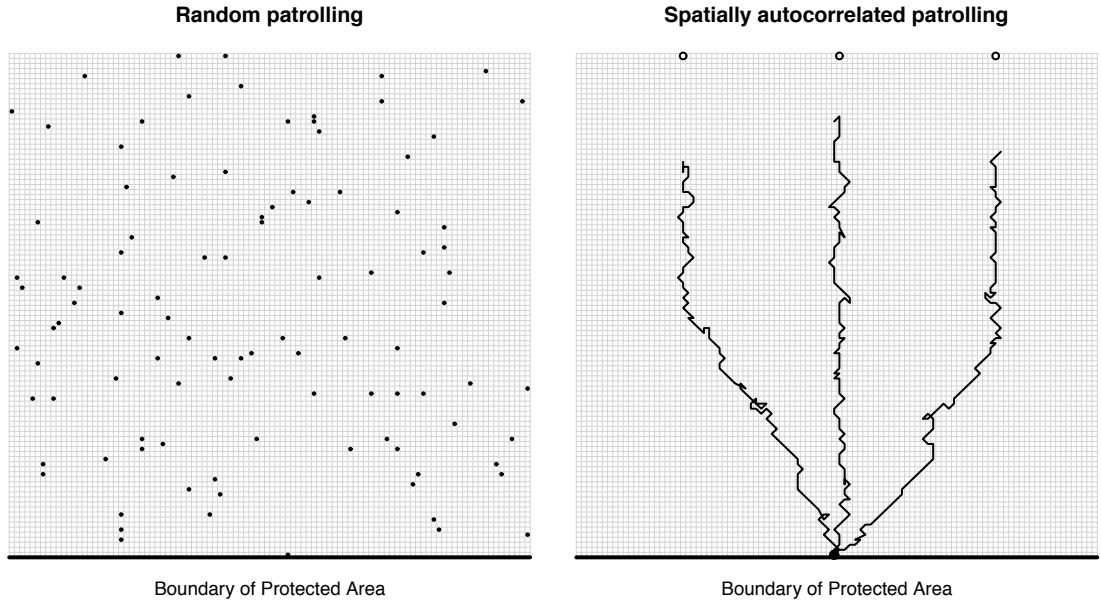 Random patrolling
Spatially autocorrelated patrolling
Boundary of Protected Area
Boundary of Protected Area